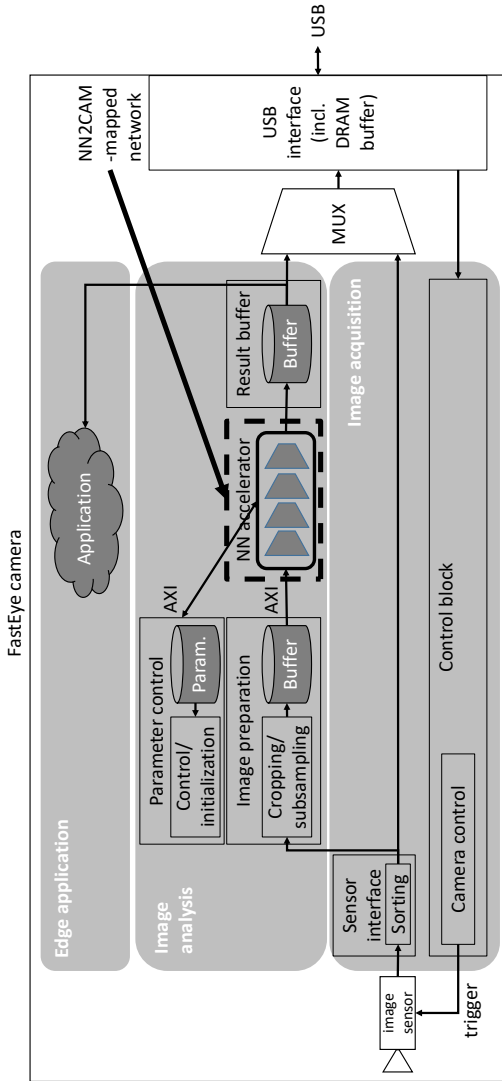 FastEye camera
Edge application
Application
NN2CAM
-mapped
network
Image
analysis
Parameter control
Control/
initialization
Param.
AXI
Image preparation
Cropping/
subsampling
Buffer
AXI
NN accelerator
Result buffer
Buffer
MUX
USB
interface
(incl.
DRAM
buffer)
USB
Image acquisition
Sensor
interface
Sorting
image
sensor
trigger
Control block
Camera control